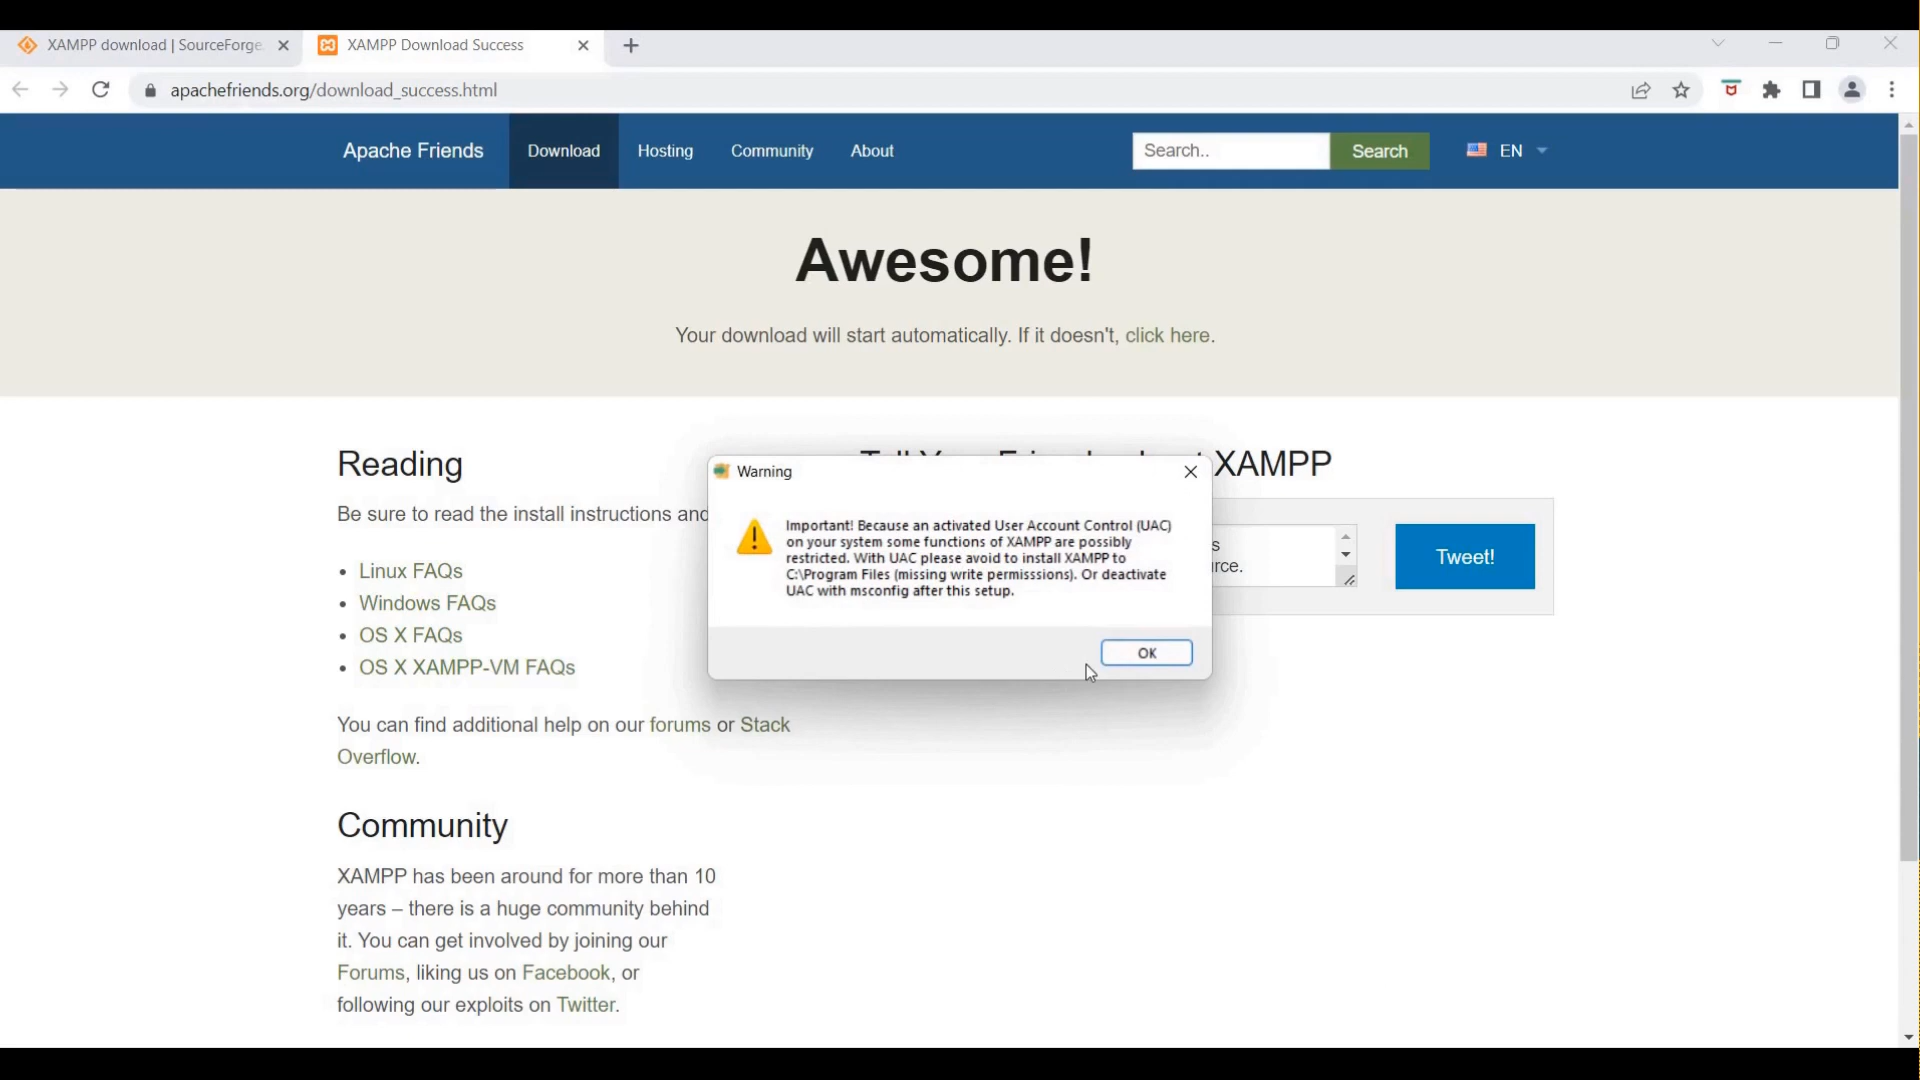 XAMPP download | SourceForge.
XAMPP Download Success
apachefriends.org/download_success.html
Apache Friends
Download
Hosting
Community
About
Search..
Search
EN
Awesome!
Your download will start automatically. If it doesn't, click here.
Reading
XAMPP
Be sure to read the install instructions and
Linux FAQs
Windows FAQs
OS X FAQs
OS X XAMPP-VM FAQs
You can find additional help on our forums or Stack
Overflow.
Warning
Important! Because an activated User Account Control (UAC)
on your system some functions of XAMPP are possibly
restricted. With UAC please avoid to install XAMPP to
C:\Program Files (missing write permisssions). Or deactivate
UAC with msconfig after this setup.
OK
s
rce.
Tweet!
Community
XAMPP has been around for more than 10
years – there is a huge community behind
it. You can get involved by joining our
Forums, liking us on Facebook, or
following our exploits on Twitter.